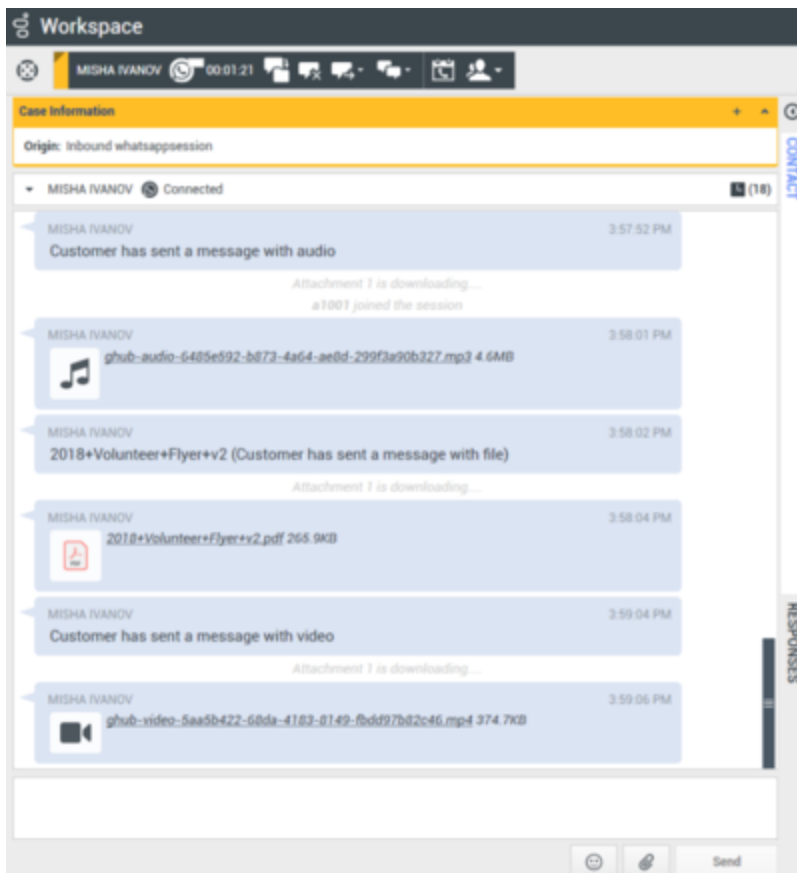 Workspace
MISHA IVANOV 00:01:21
Case Information
Origin: Inbound whatsappsession
CONTACT
MISHA IVANOV Connected (18)
MISHA IVANOV 3:57:52 PM
Customer has sent a message with audio
Attachment 1 is downloading....
a1001 joined the session
MISHA IVANOV 3:58:01 PM
ghub-audio-6485e592-b873-4a64-ae8d-299f3a90b327.mp3 4.6MB
MISHA IVANOV 3:58:02 PM
2018+Volunteer+Flyer+v2 (Customer has sent a message with file)
Attachment 1 is downloading....
MISHA IVANOV 3:58:04 PM
2018+Volunteer+Flyer+v2.pdf 265.9KB
PDF
MISHA IVANOV 3:59:04 PM
Customer has sent a message with video
Attachment 1 is downloading....
RESPONSES
MISHA IVANOV 3:59:06 PM
ghub-video-5aa5b422-68da-4183-8149-fbdd97b82c46.mp4 374.7KB
Send